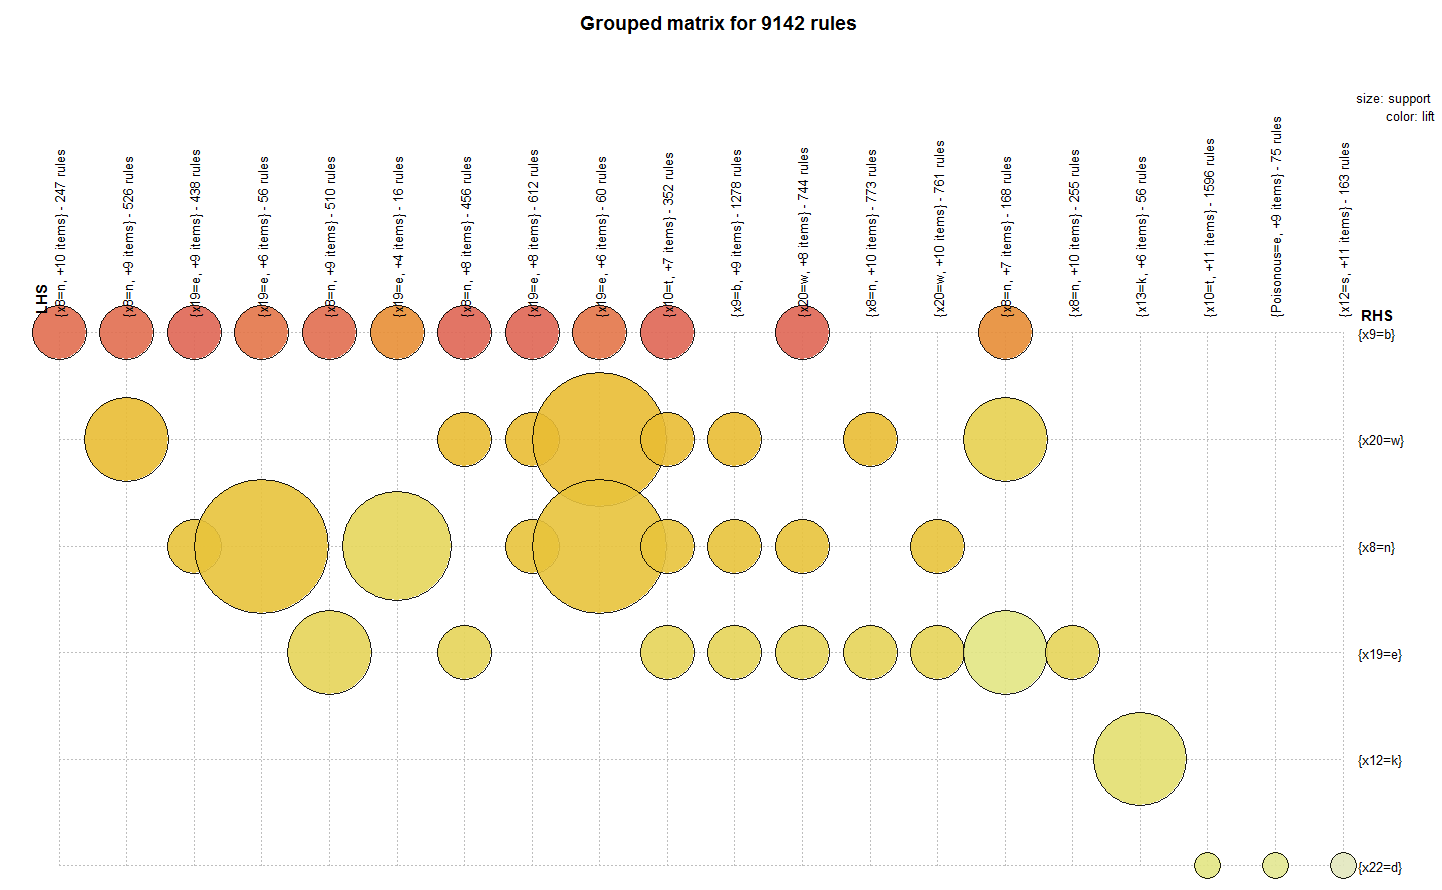 Grouped matrix for 9142 rules
size: support
color: lift
{x8=n, +10 items} - 247 rules
{x8=n, +9 items} - 526 rules
{x19=e, +9 items} - 438 rules
{x19=e, +6 items} - 56 rules
{x8=n, +9 items} - 510 rules
{x19=e, +4 items} - 16 rules
{x8=n, +8 items} - 456 rules
{x19=e, +8 items} - 612 rules
{x19=e, +6 items} - 60 rules
{x10=t, +7 items} - 352 rules
{x9=b, +9 items} - 1278 rules
{x20=w, +8 items} - 744 rules
{x8=n, +10 items} - 773 rules
{x20=w, +10 items} - 761 rules
{x8=n, +7 items} - 168 rules
{x8=n, +10 items} - 255 rules
{x13=k, +6 items} - 56 rules
{x10=t, +11 items} - 1596 rules
{Poisonous=e, +9 items} - 75 rules
{x12=s, +11 items} - 163 rules
LHS
RHS
{x9=b}
{x20=w}
{x8=n}
{x19=e}
{x12=k}
{x22=d}